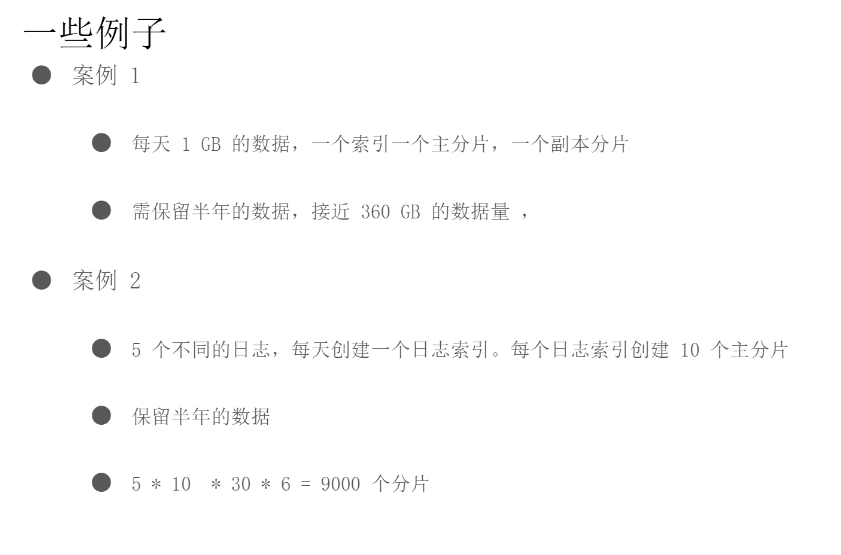 一些例子
● 案例 1
● 每天 1 GB 的数据，一个索引一个主分片，一个副本分片
● 需保留半年的数据，接近 360 GB 的数据量 ，
● 案例 2
● 5 个不同的日志，每天创建一个日志索引。每个日志索引创建 10 个主分片
● 保留半年的数据
● 5 * 10  * 30 * 6 = 9000 个分片